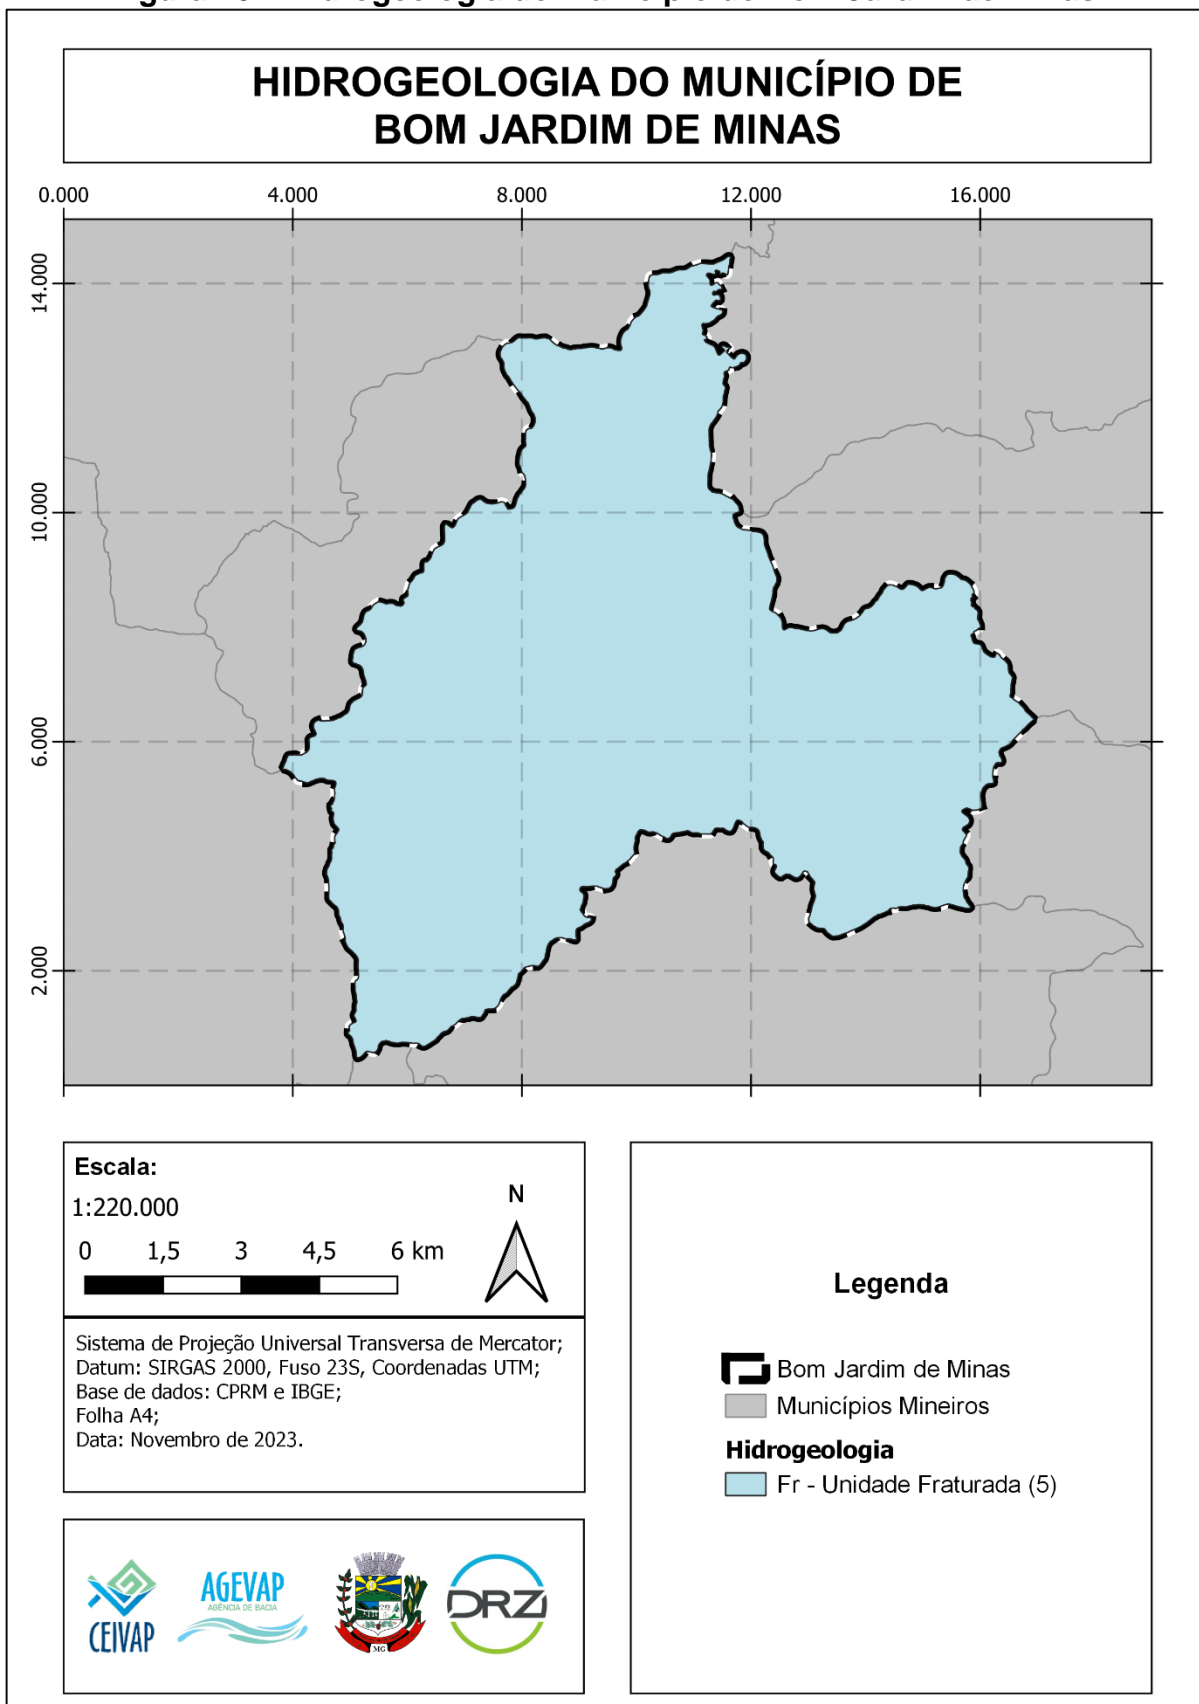 HIDROGEOLOGIA DO MUNICÍPIO DE
BOM JARDIM DE MINAS
0.000 4.000 8.000 12.000 16.000
14.000
10.000
6.000
2.000
Escala:
1:220.000
0 1,5 3 4,5 6 km
N
Sistema de Projeção Universal Transversa de Mercator;
Datum: SIRGAS 2000, Fuso 23S, Coordenadas UTM;
Base de dados: CPRM e IBGE;
Folha A4;
Data: Novembro de 2023.
Legenda
Bom Jardim de Minas
Municípios Mineiros
Hidrogeologia
Fr - Unidade Fraturada (5)
CEIVAP
AGEVAP
AGÊNCIA DE BACIA
MG
DRZ